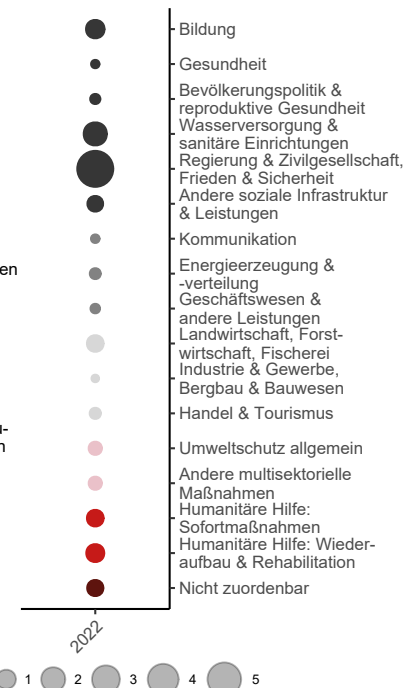 Bildung
Gesundheit
Bevölkerungspolitik &
reproduktive Gesundheit
Wasserversorgung &
sanitäre Einrichtungen
Regierung & Zivilgesellschaft,
Frieden & Sicherheit
Andere soziale Infrastruktur
& Leistungen
Kommunikation
en
Energieerzeugung &
-verteilung
Geschäftswesen &
andere Leistungen
Landwirtschaft, Forst-
wirtschaft, Fischerei
Industrie & Gewerbe,
Bergbau & Bauwesen
Handel & Tourismus
u-
n
Umweltschutz allgemein
Andere multisektorielle
Maßnahmen
Humanitäre Hilfe:
Sofortmaßnahmen
Humanitäre Hilfe: Wieder-
aufbau & Rehabilitation
Nicht zuordenbar
2022
1 2 3 4 5